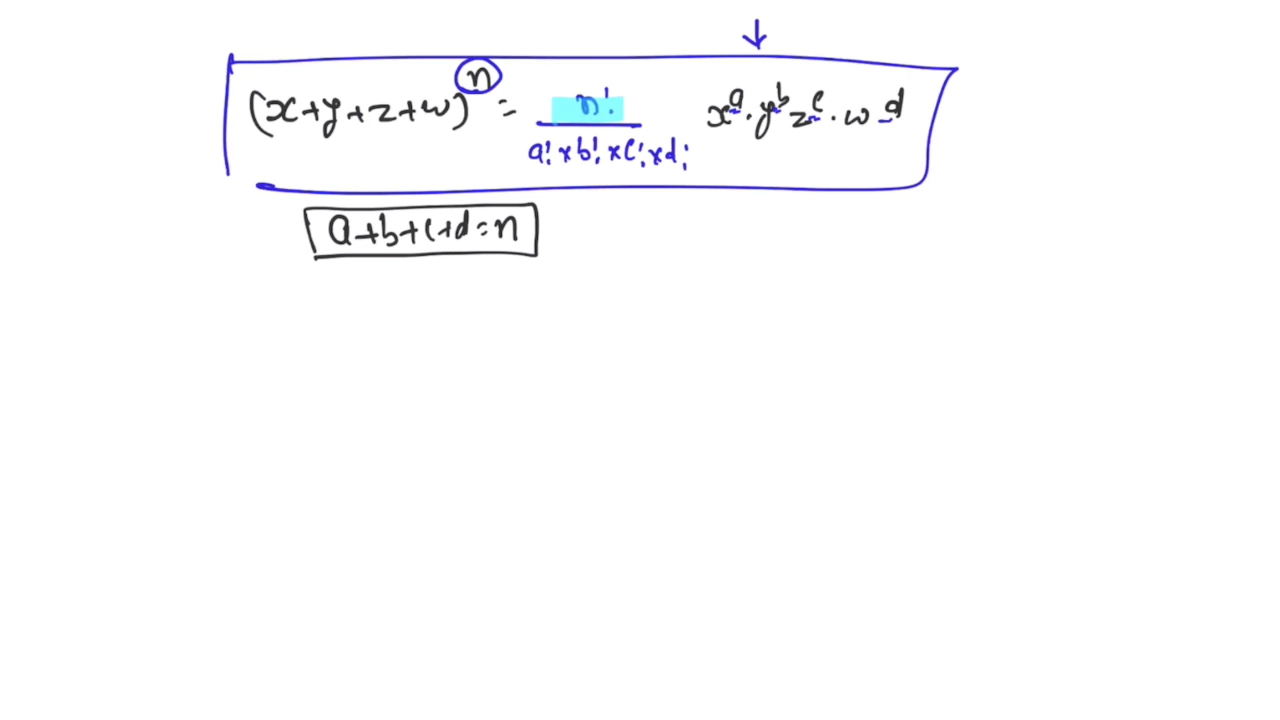 (x+y+z+w)^n = n! / (a! × b! × c! × d!) x^a · y^b z^c · w^d
a+b+c+d=n